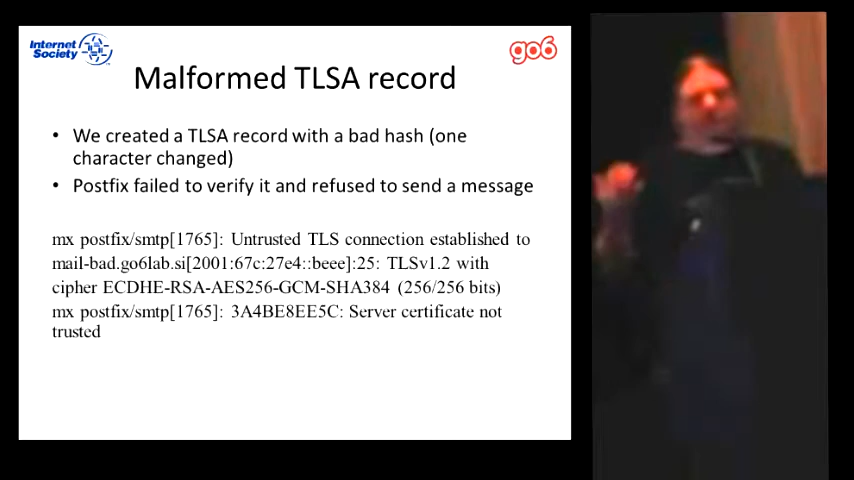 Internet
Society
go6
Malformed TLSA record
• We created a TLSA record with a bad hash (one
character changed)
• Postfix failed to verify it and refused to send a message
mx postfix/smtp[1765]: Untrusted TLS connection established to
mail-bad.go6lab.si[2001:67c:27e4::beee]:25: TLSv1.2 with
cipher ECDHE-RSA-AES256-GCM-SHA384 (256/256 bits)
mx postfix/smtp[1765]: 3A4BE8EE5C: Server certificate not
trusted